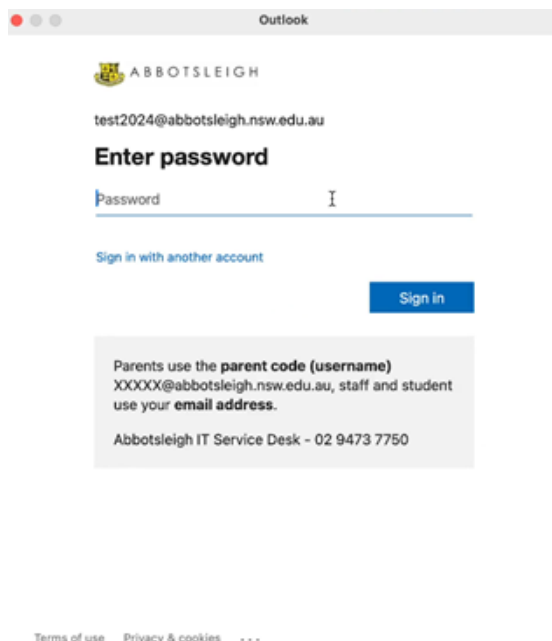 Outlook
ABBOTSLEIGH
test2024@abbotsleigh.nsw.edu.au
Enter password
Password
Sign in with another account
Sign in
Parents use the parent code (username)
XXXXX@abbotsleigh.nsw.edu.au, staff and student
use your email address.
Abbotsleigh IT Service Desk - 02 9473 7750
Terms of use Privacy & cookies ...